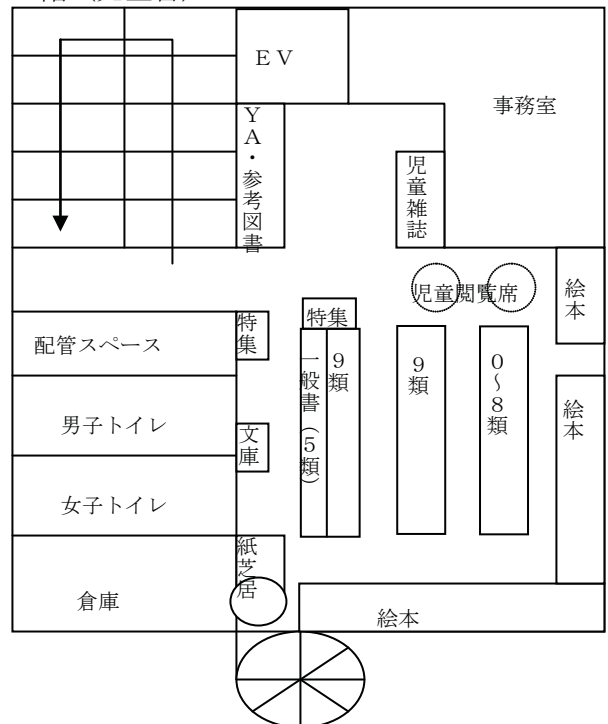 ＥＶ
事務室
ＹＡ・参考図書
児童雑誌
児童閲覧席
絵本
特集
特集
配管スペース
一般書（５類）
９類
９類
０～８類
絵本
男子トイレ
文庫
女子トイレ
紙芝居
倉庫
絵本